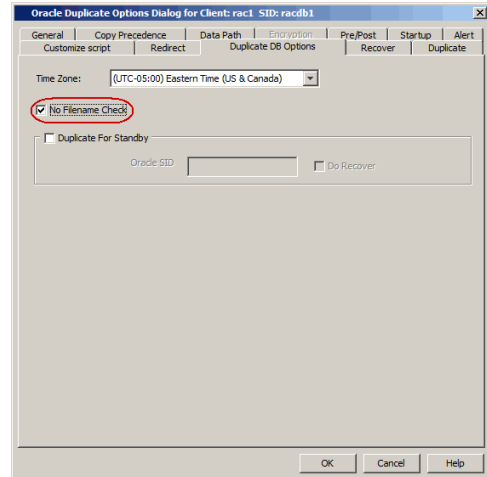 Oracle Duplicate Options Dialog for Client: rac1 SID: racdb1
General Copy Precedence Data Path Encryption Pre/Post Startup Alert
Customize script Redirect Duplicate DB Options Recover Duplicate
Time Zone: (UTC-05:00) Eastern Time (US & Canada)
No Filename Check
Duplicate For Standby
Oracle SID Do Recover
OK Cancel Help